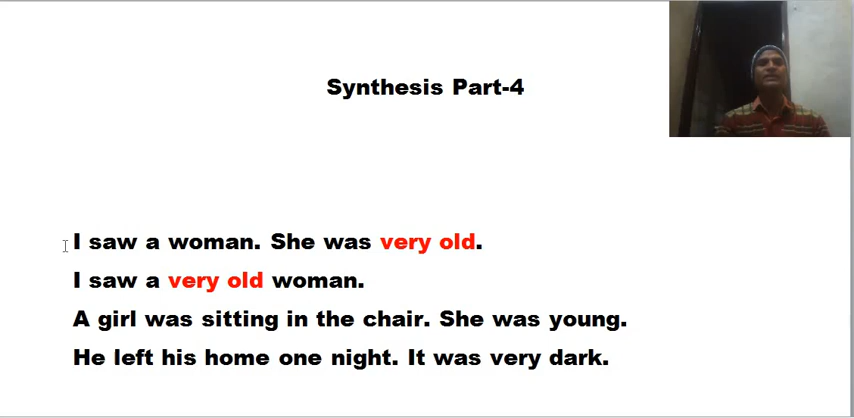 Synthesis Part-4
I saw a woman. She was very old.
I saw a very old woman.
A girl was sitting in the chair. She was young.
He left his home one night. It was very dark.